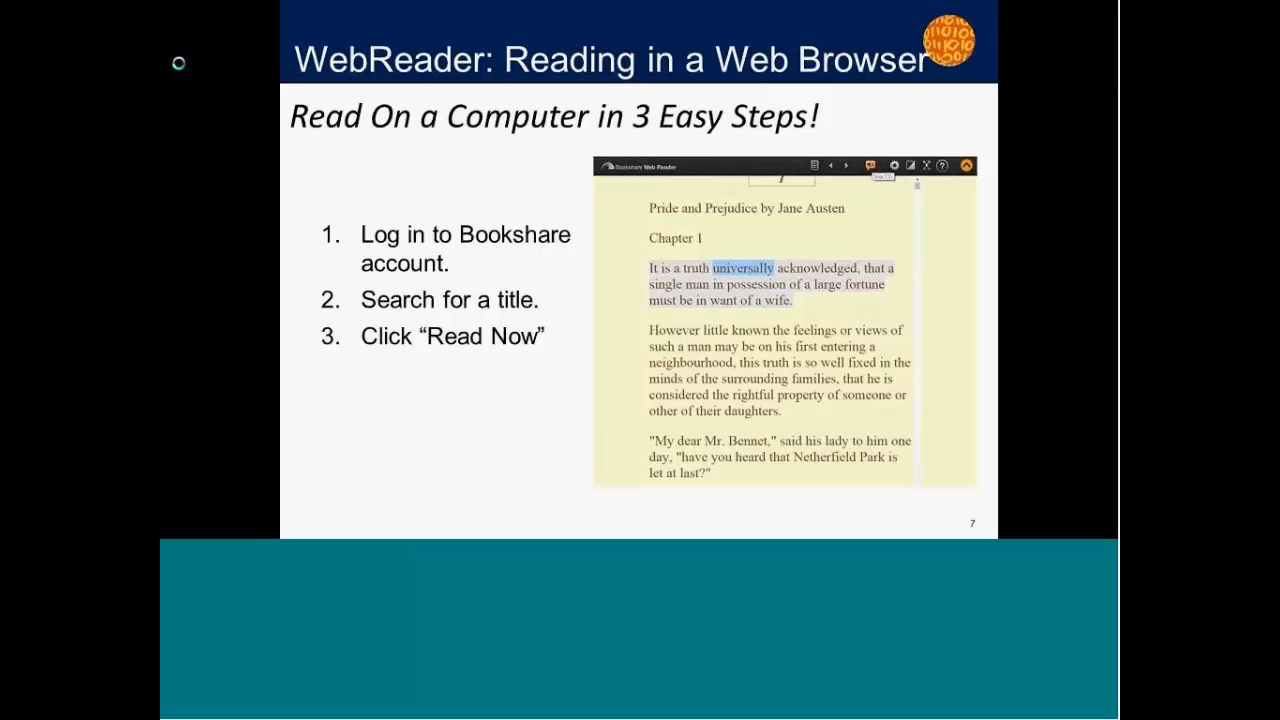 WebReader: Reading in a Web Browser
Read On a Computer in 3 Easy Steps!
1. Log in to Bookshare
account.
2. Search for a title.
3. Click “Read Now”
Bookshare Web Reader
Pride and Prejudice by Jane Austen
Chapter 1
It is a truth universally acknowledged, that a
single man in possession of a large fortune
must be in want of a wife.
However little known the feelings or views of
such a man may be on his first entering a
neighbourhood, this truth is so well fixed in the
minds of the surrounding families, that he is
considered the rightful property of someone or
other of their daughters.
"My dear Mr. Bennet," said his lady to him one
day, "have you heard that Netherfield Park is
let at last?"
7